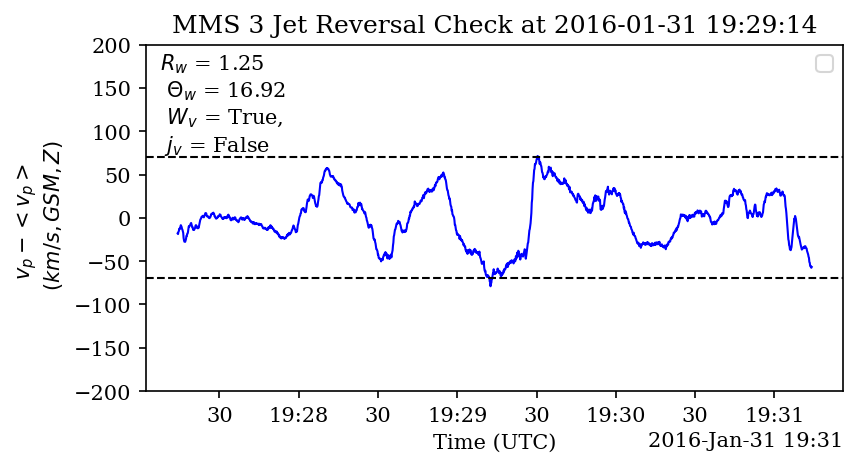 MMS 3 Jet Reversal Check at 2016-01-31 19:29:14
R_w = 1.25
Θ_w = 16.92
W_v = True,
j_v = False
v_p − < v_p >
(km/s, GSM, Z)
200
150
100
50
0
−50
−100
−150
−200
30 19:28 30 19:29 30 19:30 30 19:31
Time (UTC)
2016-Jan-31 19:31